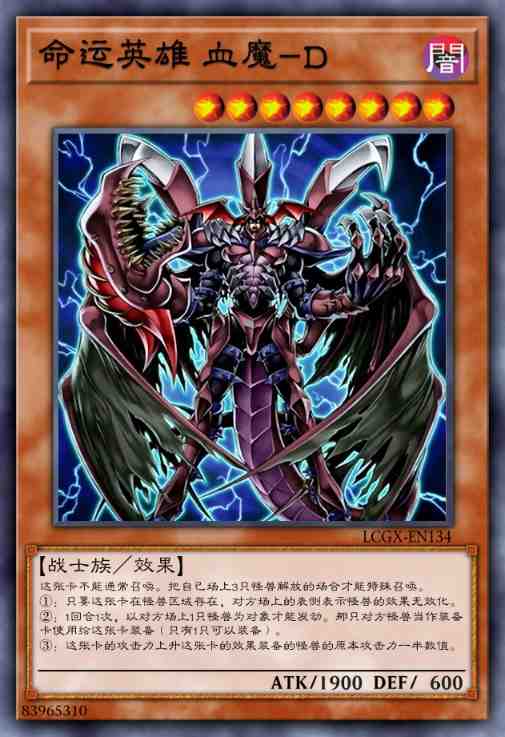 命运英雄 血魔-D
闇
LCGX-EN134
【战士族／效果】
这张卡不能通常召唤。把自己场上3只怪兽解放的场合才能特殊召唤。
①：只要这张卡在怪兽区域存在，对方场上的表侧表示怪兽的效果无效化。
②：1回合1次，以对方场上1只怪兽为对象才能发动。那只对方怪兽当作装备
卡使用给这张卡装备（只有1只可以装备）。
③：这张卡的攻击力上升这张卡的效果装备的怪兽的原本攻击力一半数值。
ATK/1900 DEF/ 600
83965310